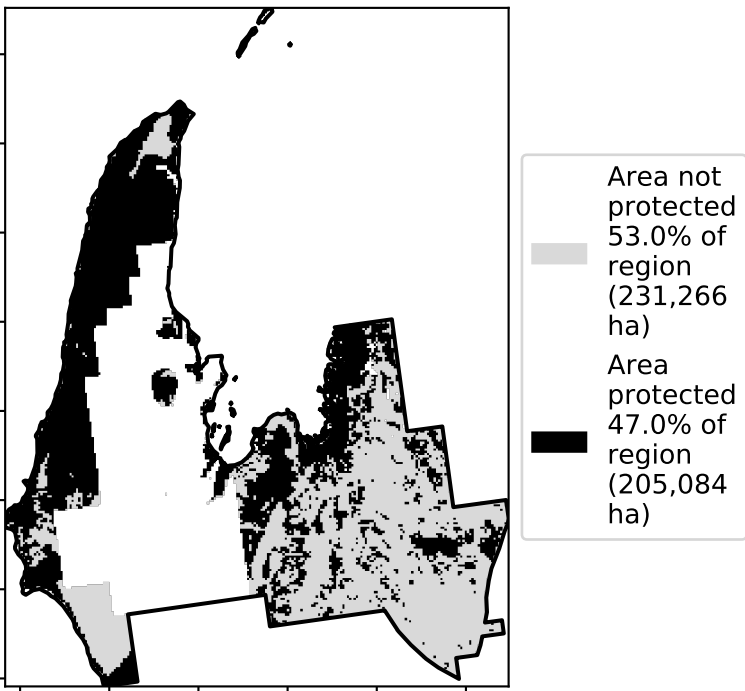 Area not
protected
53.0% of
region
(231,266
ha)
Area
protected
47.0% of
region
(205,084
ha)